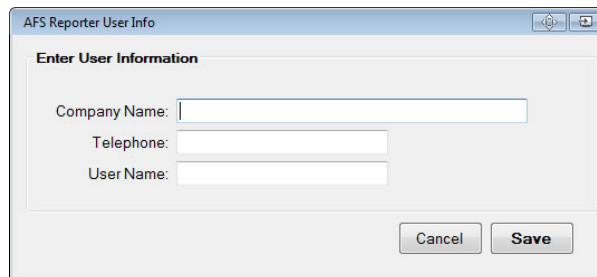 AFS Reporter User Info
Enter User Information
Company Name:
Telephone:
User Name:
Cancel Save